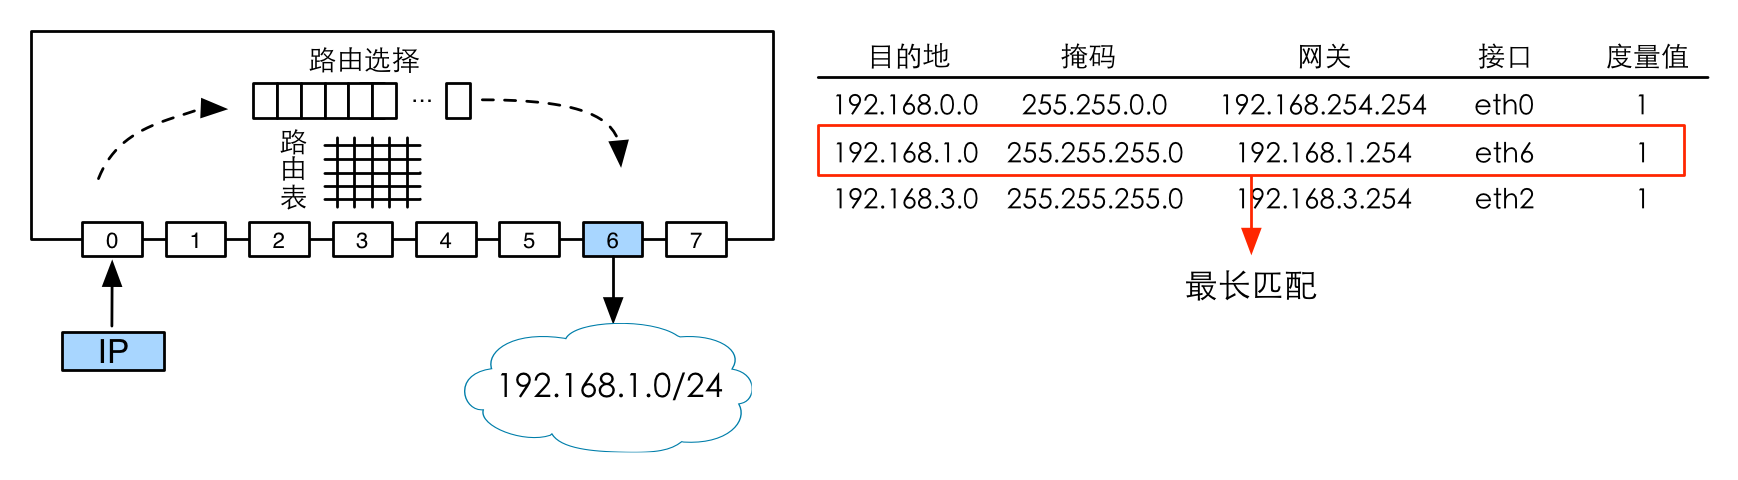 路由选择
...
路由表
0 1 2 3 4 5 6 7
IP
192.168.1.0/24
目的地 掩码 网关 接口 度量值
192.168.0.0 255.255.0.0 192.168.254.254 eth0 1
192.168.1.0 255.255.255.0 192.168.1.254 eth6 1
192.168.3.0 255.255.255.0 192.168.3.254 eth2 1
最长匹配